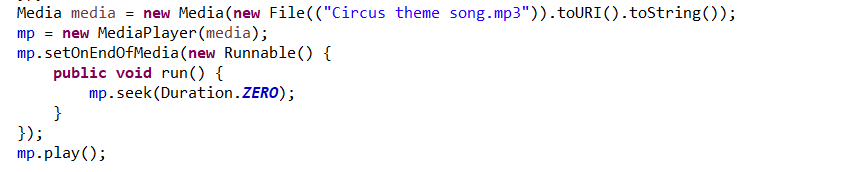 Media media = new Media(new File(("Circus theme song.mp3")).toURI().toString());
mp = new MediaPlayer(media);
mp.setOnEndOfMedia(new Runnable() {
    public void run() {
        mp.seek(Duration.ZERO);
    }
});
mp.play();